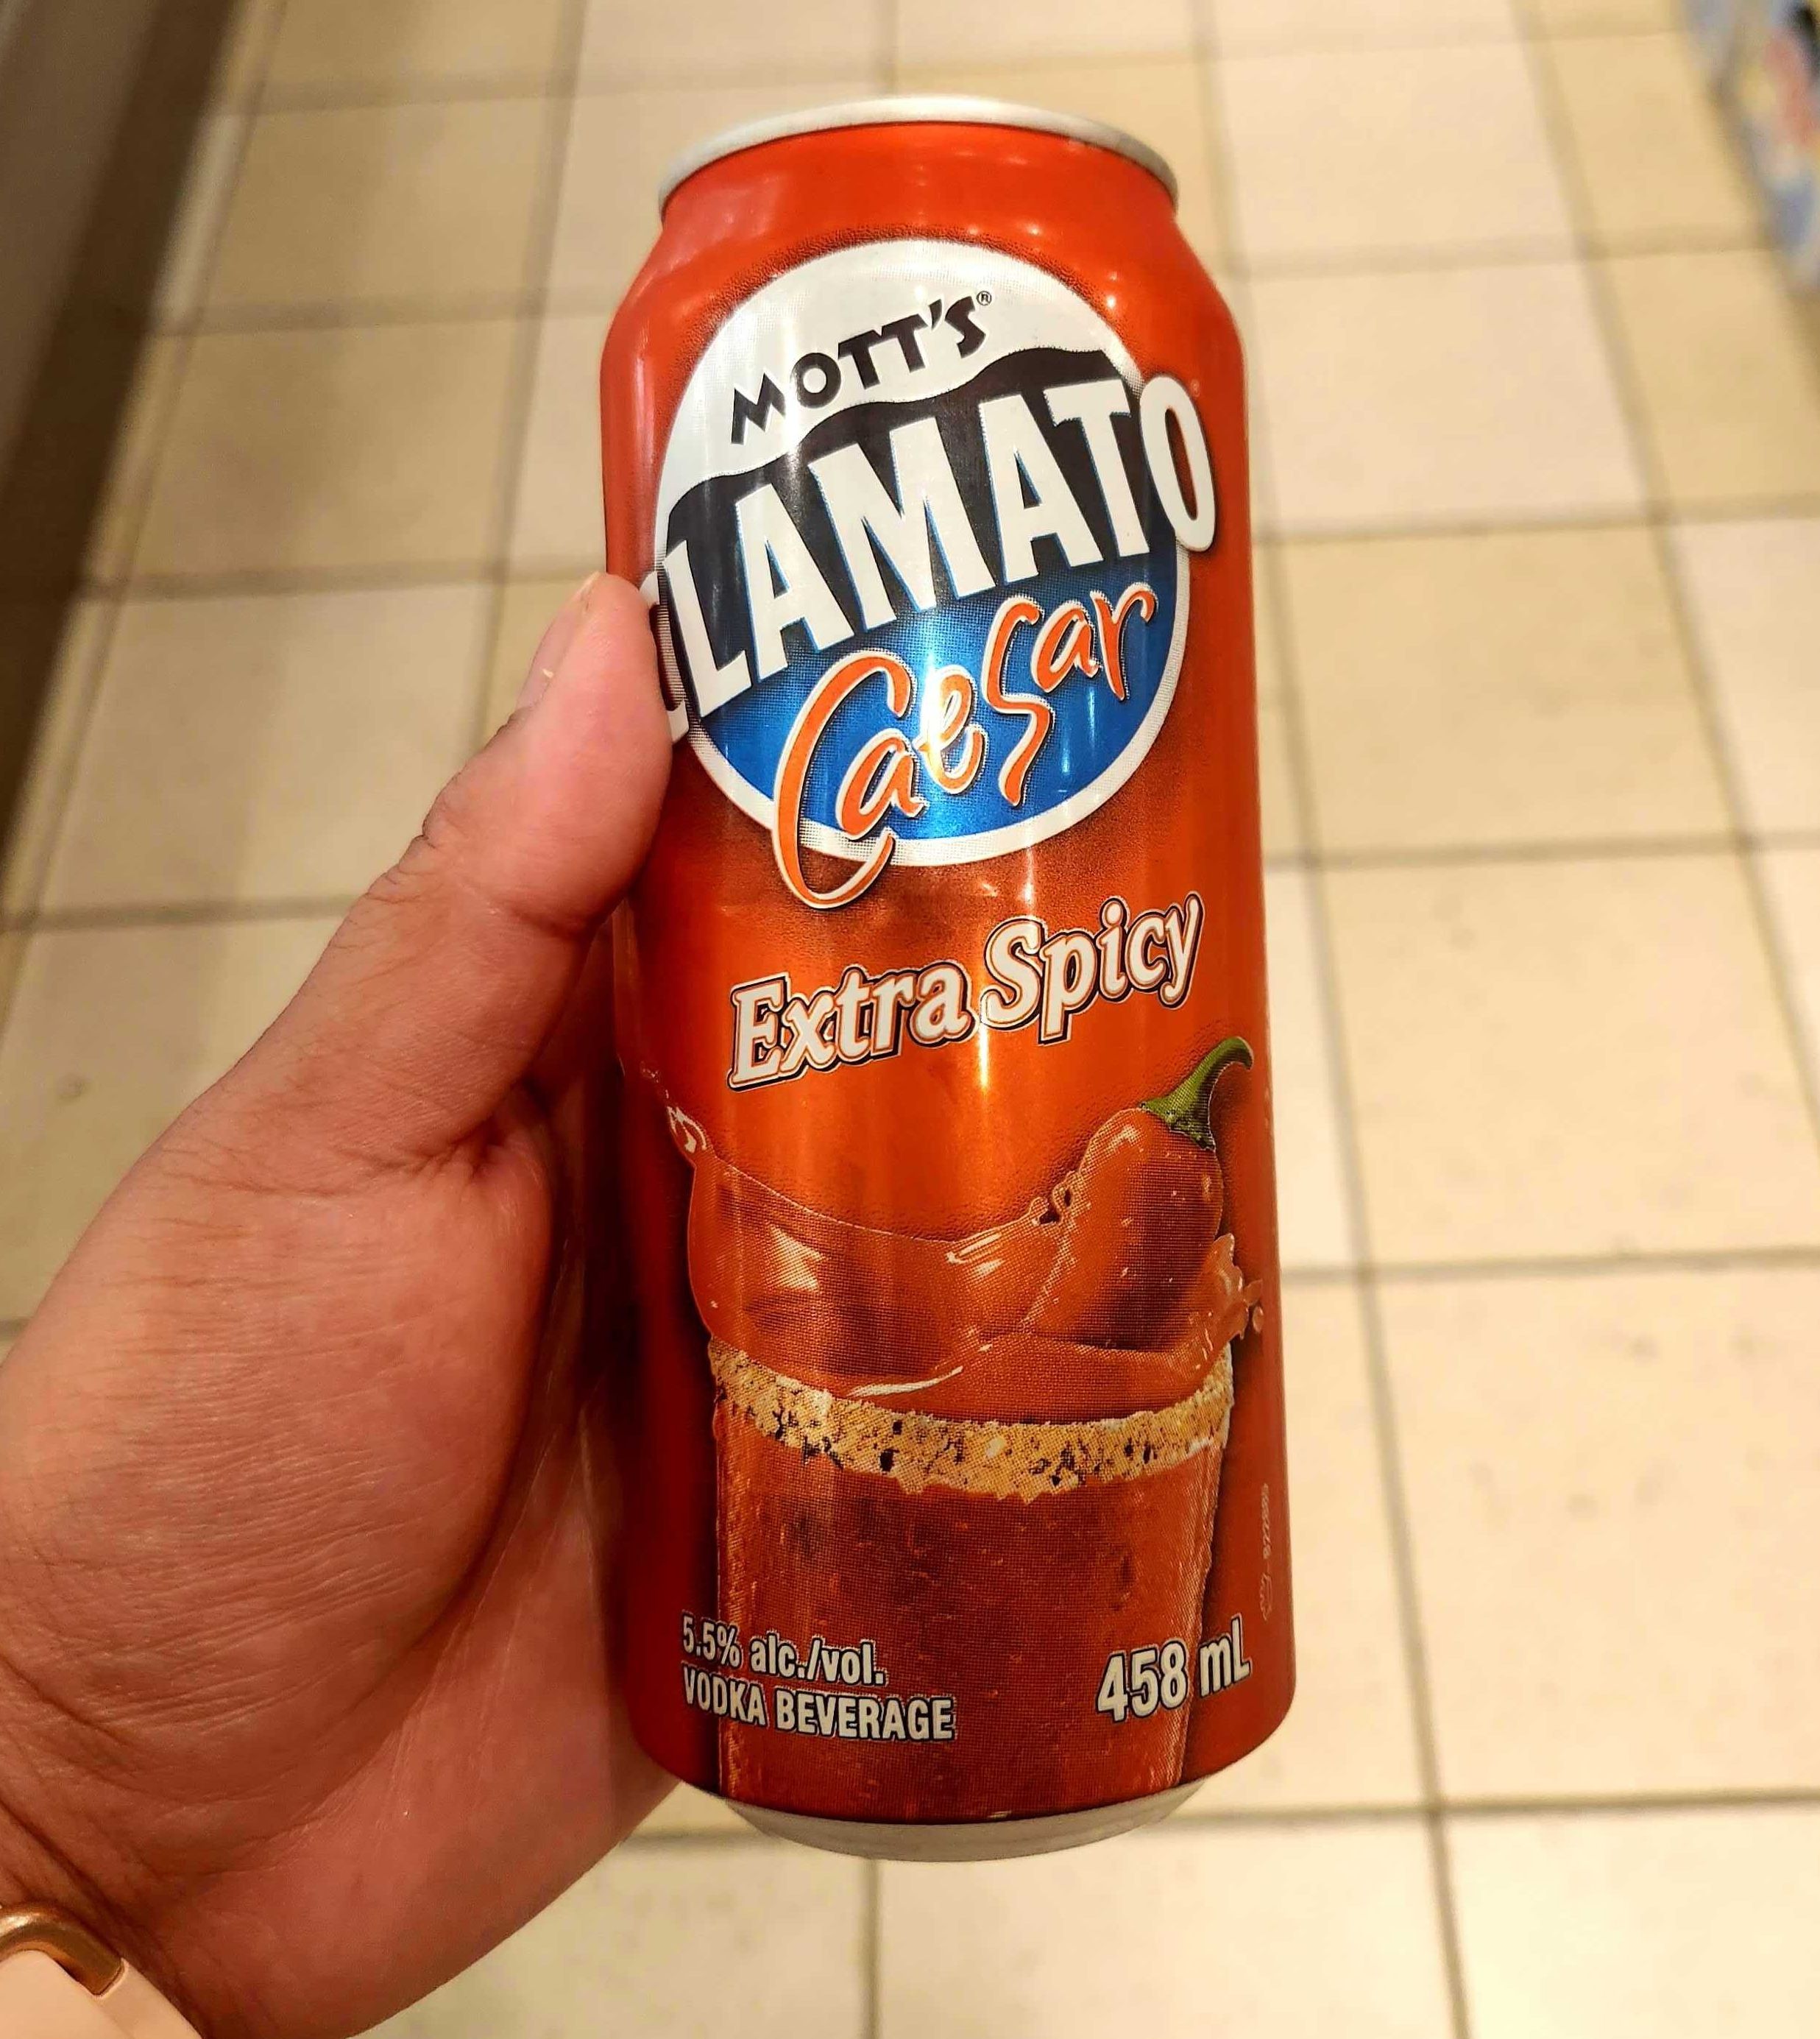 MOTT'S®
CLAMATO
Caesar
Extra Spicy
5.5% alc./vol.
VODKA BEVERAGE
458 mL